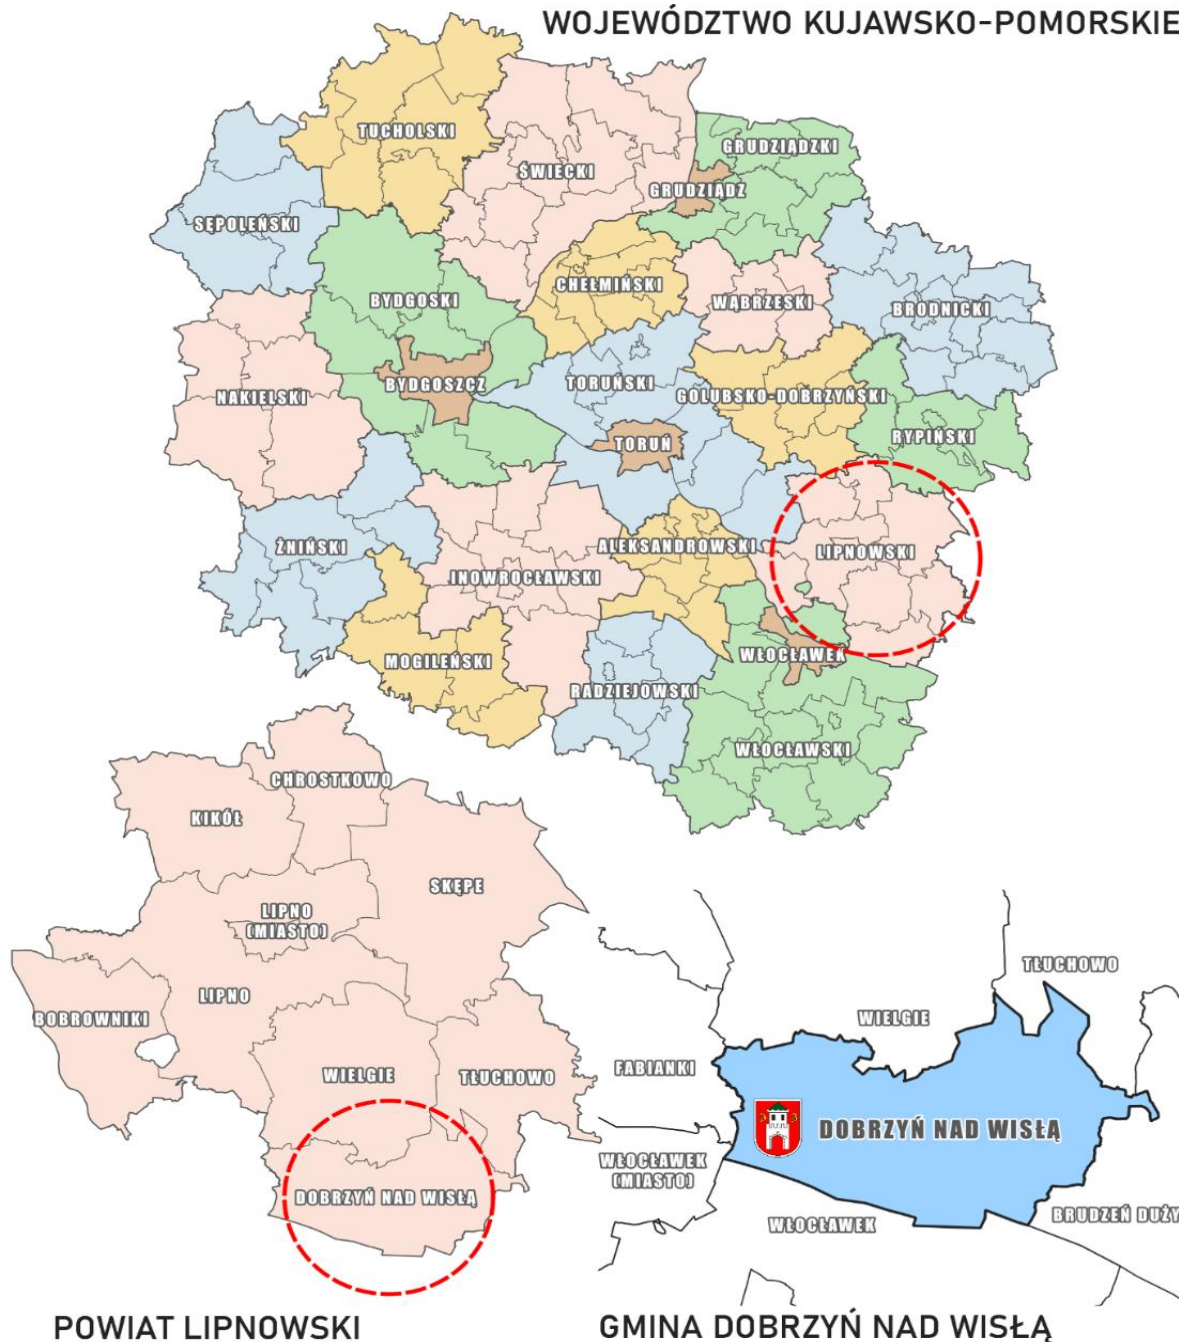 WOJEWÓDZTWO KUJAWSKO-POMORSKIE
TUCHOLSKI
ŚWIECKI
GRUDZIĄDZKI
GRUDZIĄDZ
SĘPOLEŃSKI
CHEŁMIŃSKI
BYDGOSKI
WĄBRZESKI
BRODNICKI
BYDGOSZCZ
TORUŃSKI
NAKIELSKI
GOLUBSKO-DOBRZYŃSKI
RYPIŃSKI
TORUŃ
ŻNIŃSKI
ALEKSANDROWSKI
LIPNOWSKI
INOWROCŁAWSKI
MOGILEŃSKI
WŁOCŁAWEK
RADZIEJOWSKI
WŁOCŁAWSKI
CHROSTKOWO
KIKÓŁ
SKĘPE
LIPNO
(MIASTO)
LIPNO
BOBROWNIKI
WIELGIE
TŁUCHOWO
DOBRZYŃ NAD WISŁĄ
POWIAT LIPNOWSKI
TŁUCHOWO
WIELGIE
FABIANKI
DOBRZYŃ NAD WISŁĄ
WŁOCŁAWEK
(MIASTO)
WŁOCŁAWEK
BRUDZEŃ DUŻY
GMINA DOBRZYŃ NAD WISŁĄ